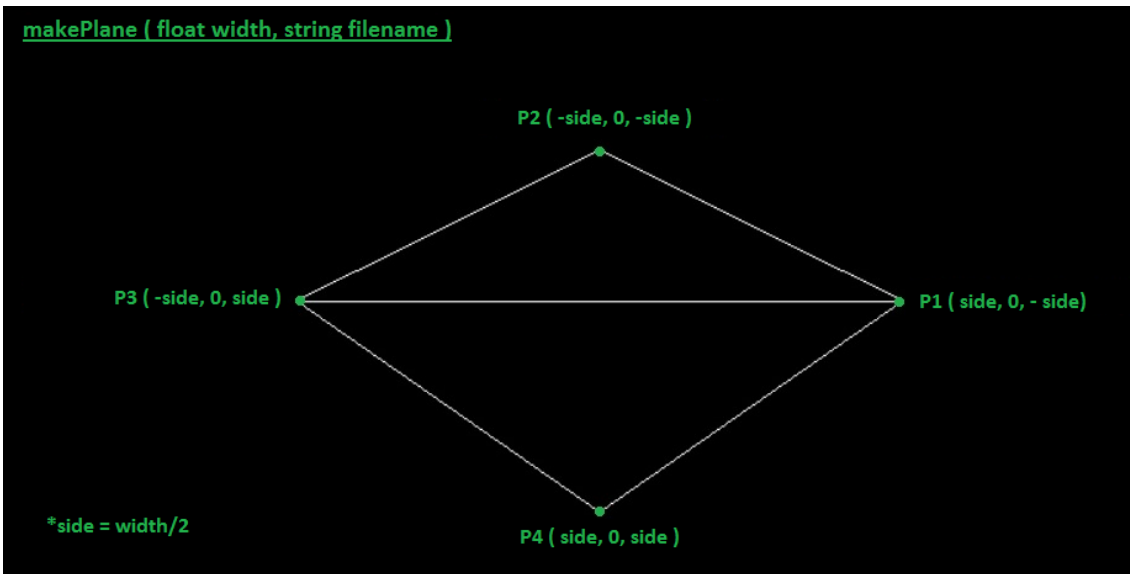 makePlane ( float width, string filename )
P2 ( -side, 0, -side )
P3 ( -side, 0, side )
P1 ( side, 0, - side)
*side = width/2
P4 ( side, 0, side )